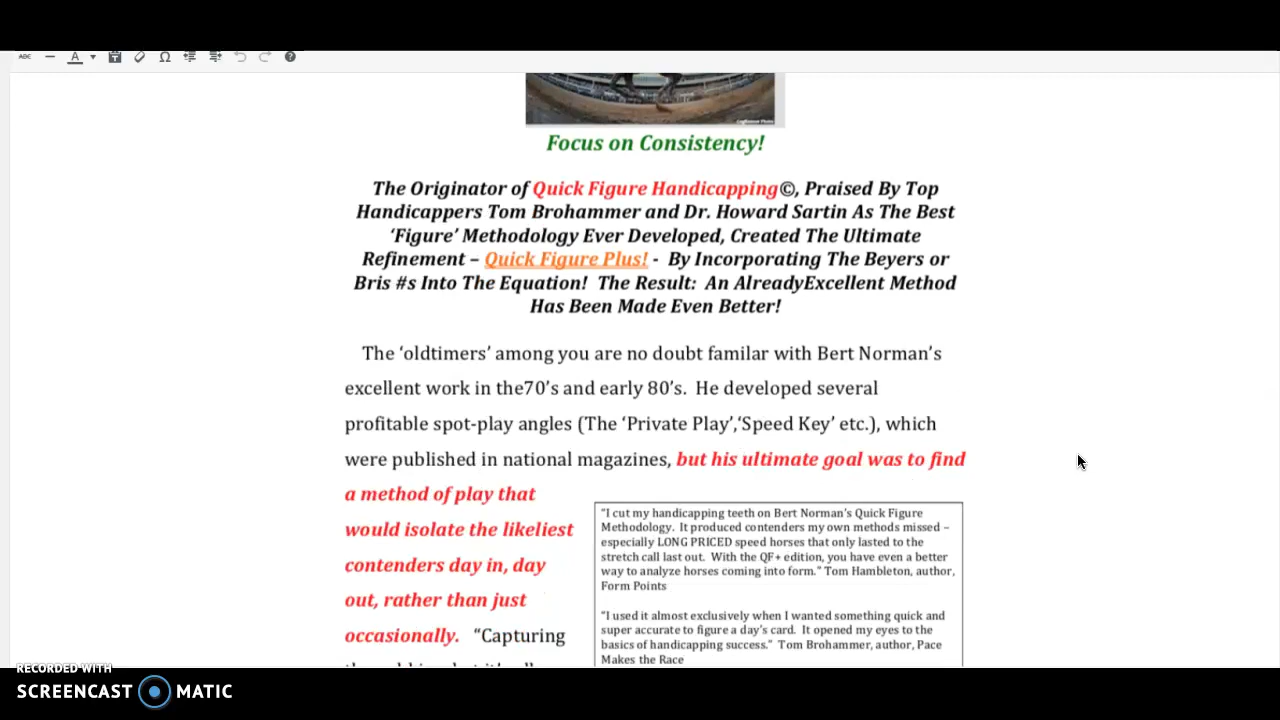 ABC A Ω ?
Focus on Consistency!
The Originator of Quick Figure Handicapping©, Praised By Top
Handicappers Tom Brohammer and Dr. Howard Sartin As The Best
‘Figure’ Methodology Ever Developed, Created The Ultimate
Refinement – Quick Figure Plus! - By Incorporating The Beyers or
Bris #s Into The Equation! The Result: An AlreadyExcellent Method
Has Been Made Even Better!
The ‘oldtimers’ among you are no doubt familar with Bert Norman’s
excellent work in the70’s and early 80’s. He developed several
profitable spot-play angles (The ‘Private Play’,‘Speed Key’ etc.), which
were published in national magazines, but his ultimate goal was to find
a method of play that
would isolate the likeliest
contenders day in, day
out, rather than just
occasionally. “Capturing
“I cut my handicapping teeth on Bert Norman’s Quick Figure
Methodology. It produced contenders my own methods missed –
especially LONG PRICED speed horses that only lasted to the
stretch call last out. With the QF+ edition, you have even a better
way to analyze horses coming into form.” Tom Hambleton, author,
Form Points
“I used it almost exclusively when I wanted something quick and
super accurate to figure a day’s card. It opened my eyes to the
basics of handicapping success.” Tom Brohammer, author, Pace
Makes the Race
RECORDED WITH
SCREENCAST MATIC